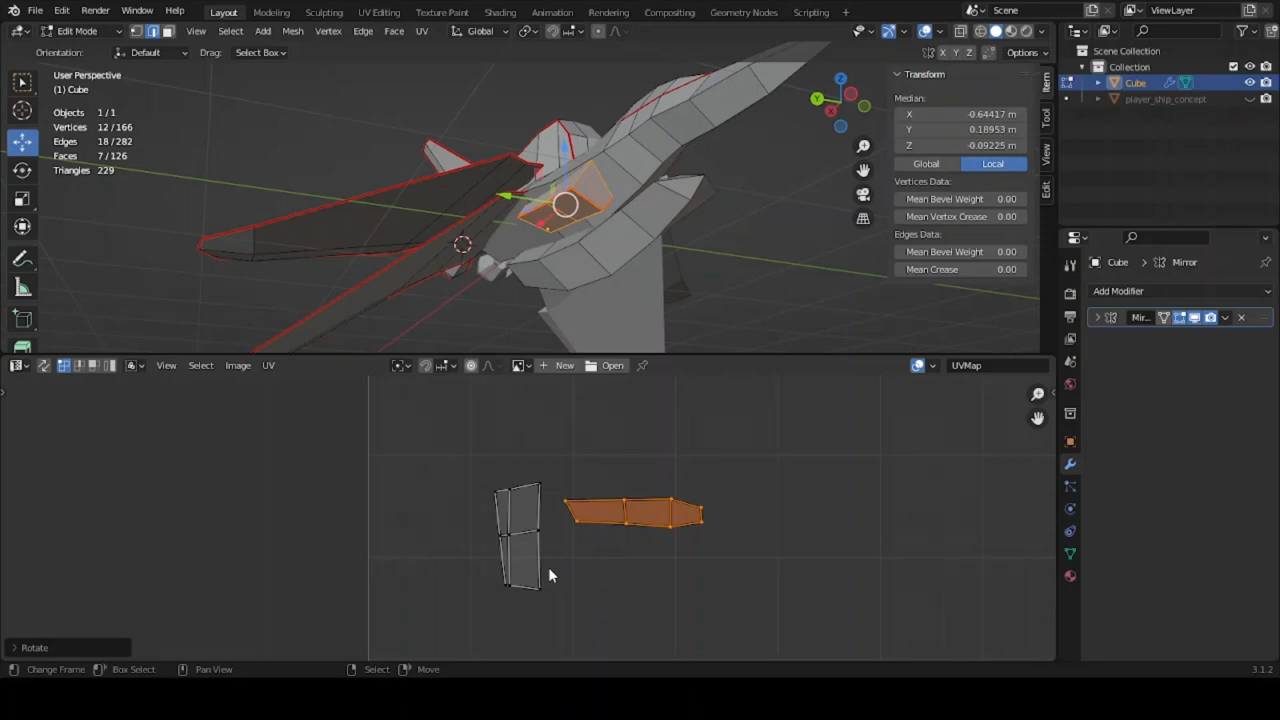 File Edit Render Window Help Layout Modeling Sculpting UV Editing Texture Paint Shading Animation Rendering Compositing Geometry Nodes Scripting + Scene ViewLayer
Edit Mode View Select Add Mesh Vertex Edge Face UV Global
Orientation: Default Drag: Select Box X Y Z Options
Scene Collection
Collection
Cube
player_ship_concept
User Perspective
(1) Cube
Objects 1 / 1
Vertices 12 / 166
Edges 18 / 282
Faces 7 / 126
Triangles 229
Z
Y
X
Transform
Median:
X -0.64417 m
Y 0.18953 m
Z -0.09225 m
Global Local
Vertices Data:
Mean Bevel Weight 0.00
Mean Vertex Crease 0.00
Edges Data:
Mean Bevel Weight 0.00
Mean Crease 0.00
Item
Tool
View
Edit
Cube Mirror
Add Modifier
Mir...
View Select Image UV New Open UVMap
Rotate
Change Frame Box Select Pan View Select Move 3.1.2